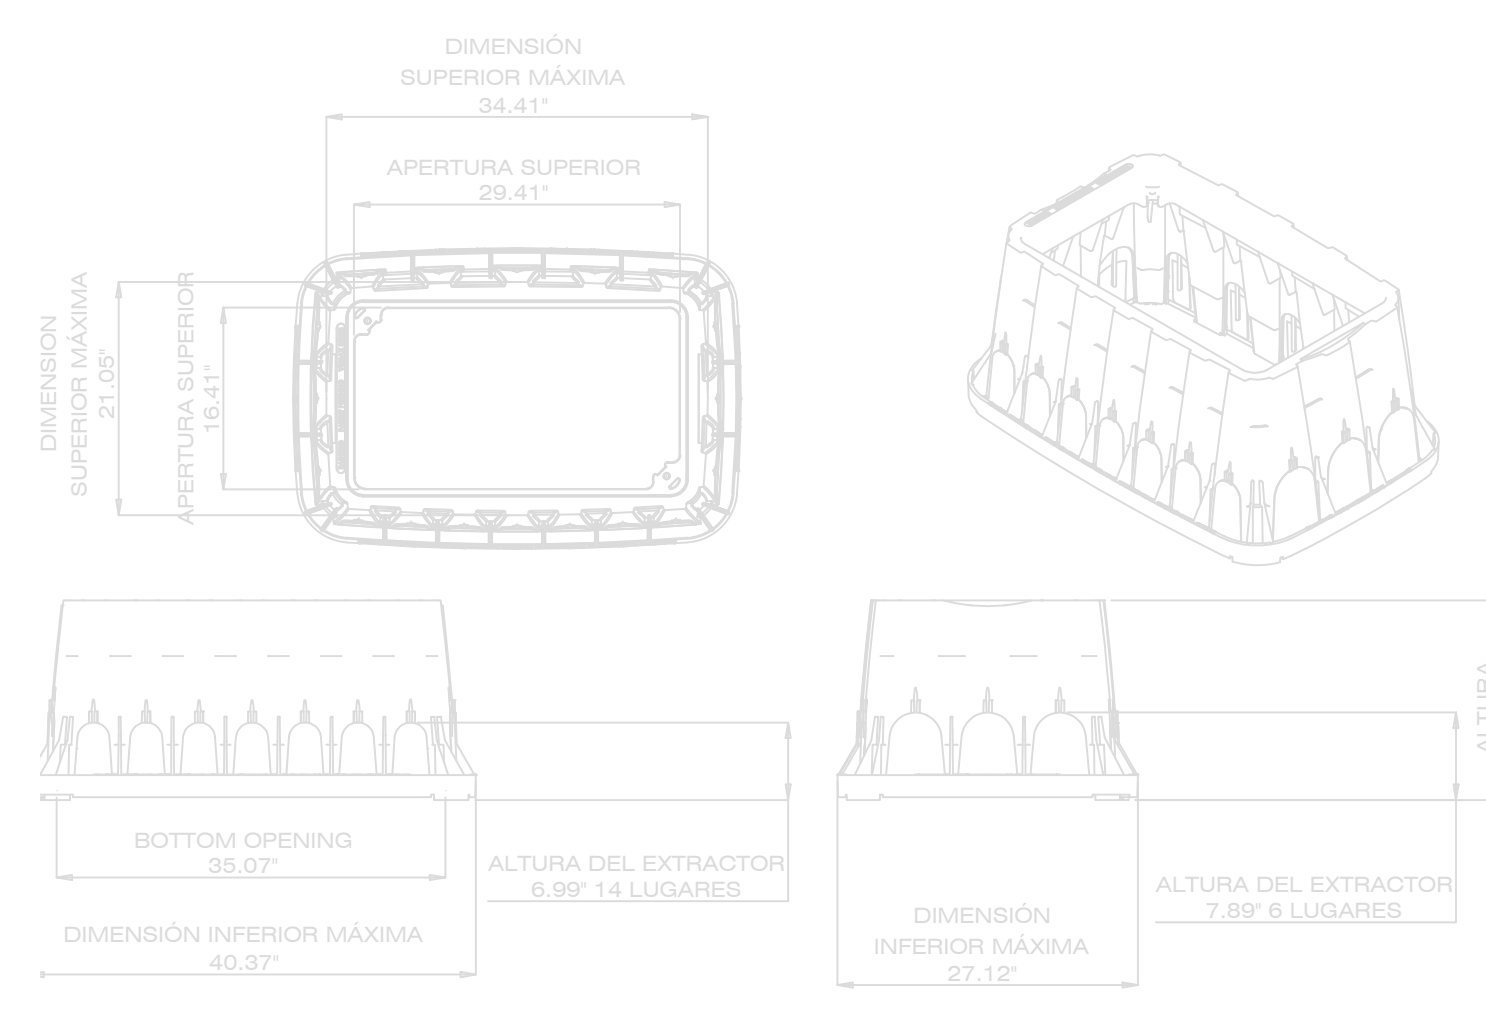 DIMENSIÓN
SUPERIOR MÁXIMA
34.41"
APERTURA SUPERIOR
29.41"
DIMENSION
SUPERIOR MÁXIMA
21.05"
APERTURA SUPERIOR
16.41"
ALTURA
BOTTOM OPENING
35.07"
ALTURA DEL EXTRACTOR
6.99" 14 LUGARES
DIMENSIÓN INFERIOR MÁXIMA
40.37"
ALTURA DEL EXTRACTOR
7.89" 6 LUGARES
DIMENSIÓN
INFERIOR MÁXIMA
27.12"